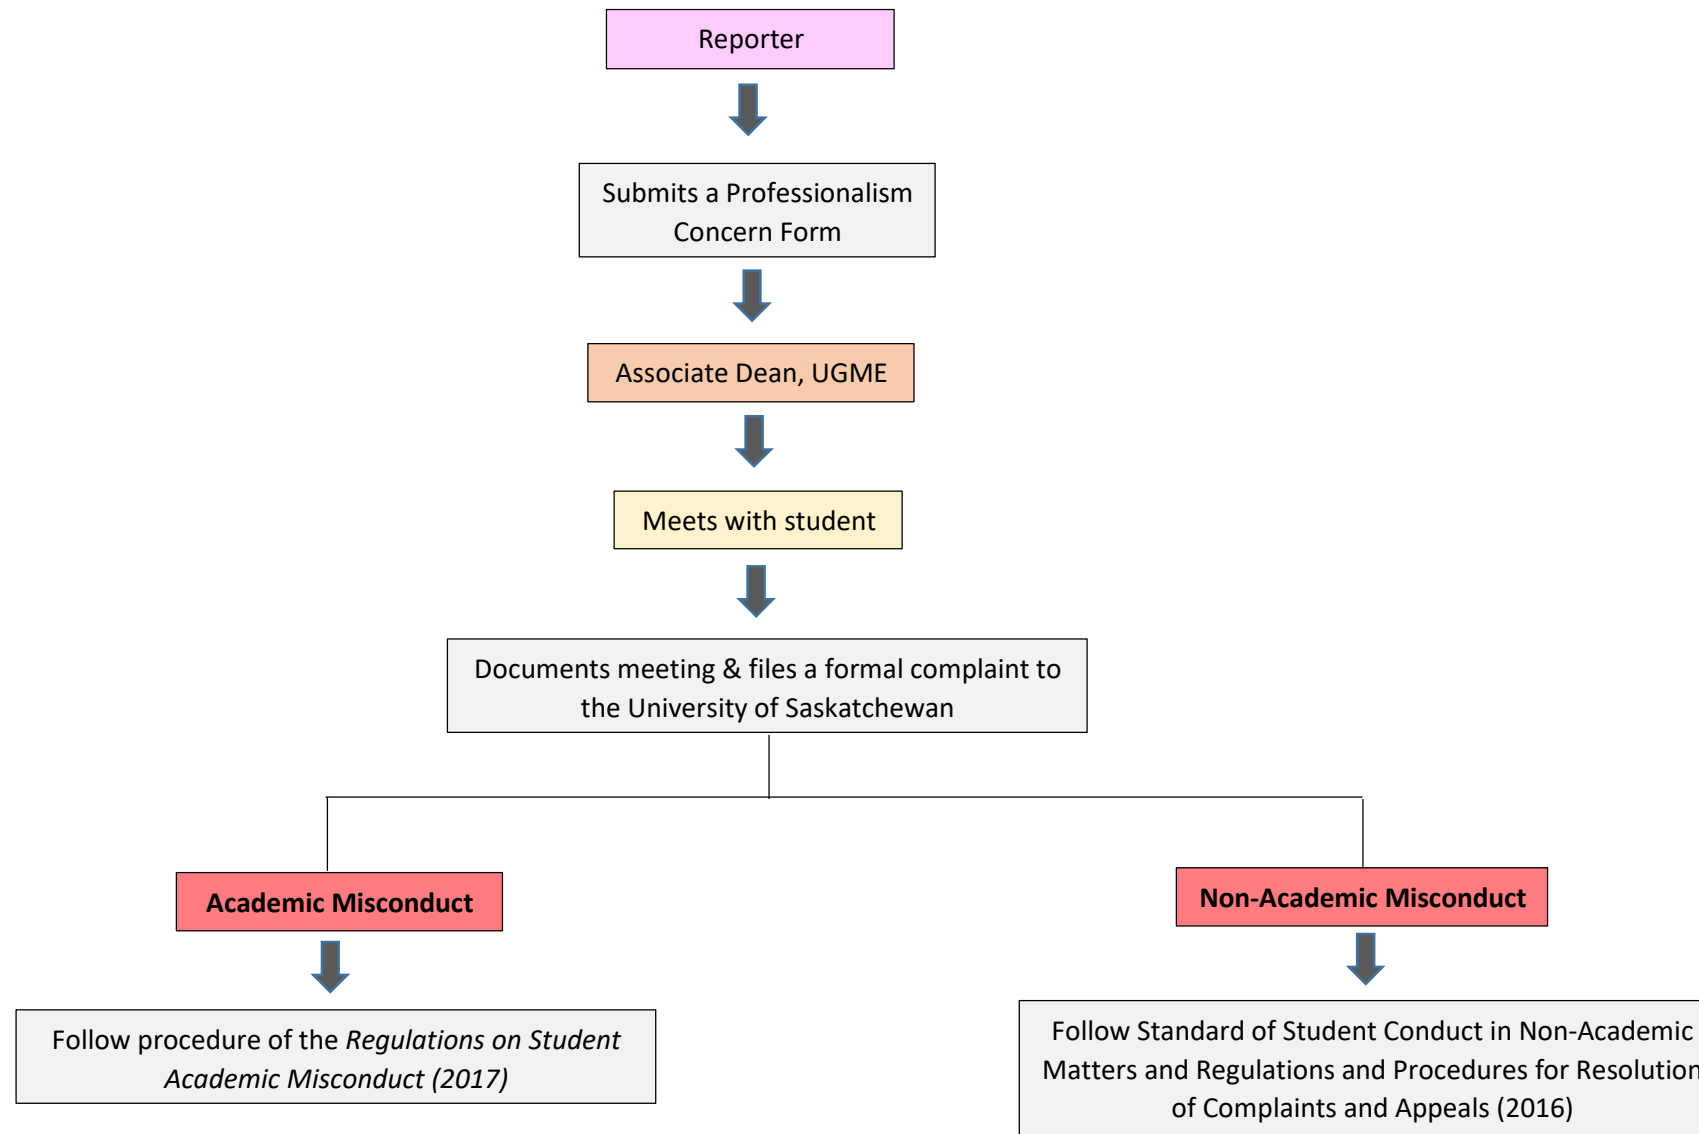 Reporter
Submits a Professionalism
Concern Form
Associate Dean, UGME
Meets with student
Documents meeting & files a formal complaint to
the University of Saskatchewan
Academic Misconduct
Non-Academic Misconduct
Follow procedure of the Regulations on Student
Academic Misconduct (2017)
Follow Standard of Student Conduct in Non-Academic
Matters and Regulations and Procedures for Resolution
of Complaints and Appeals (2016)